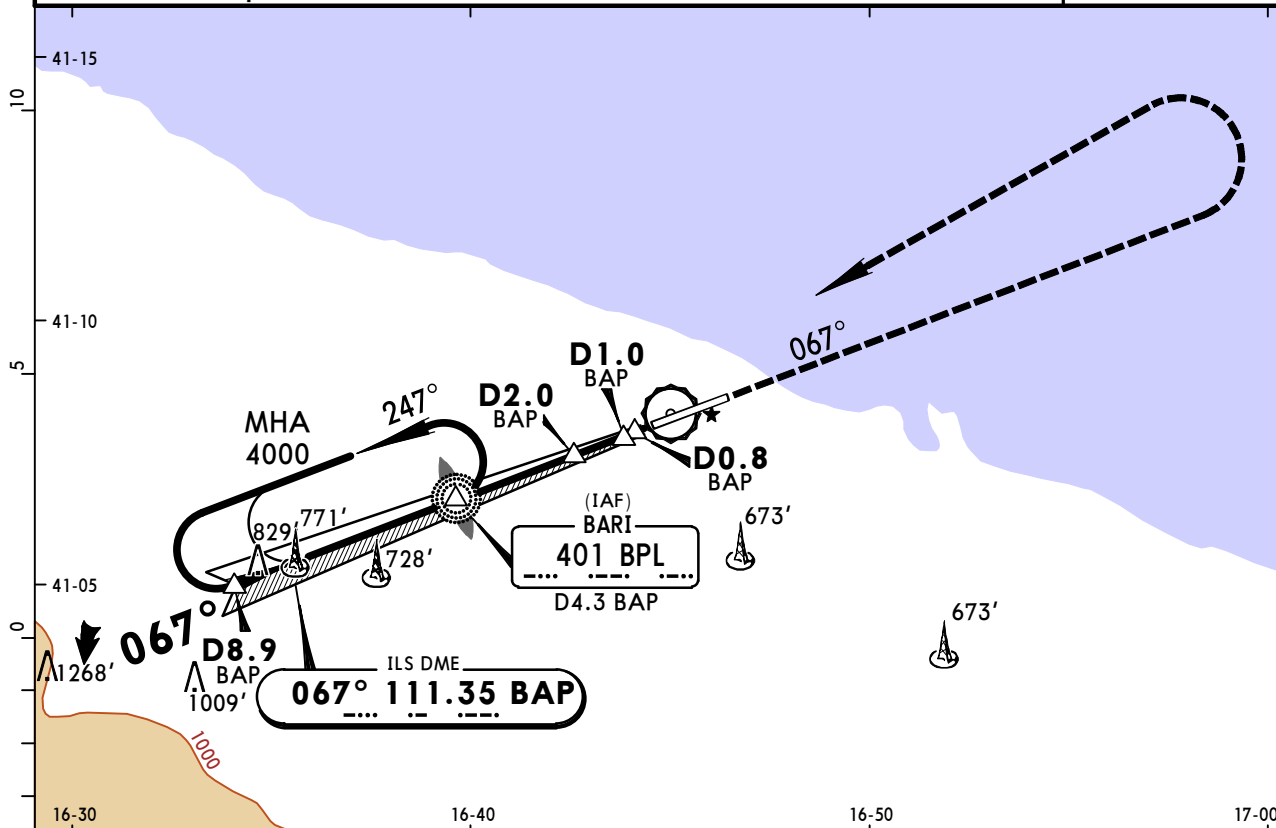 41-15
10
41-10
5
067°
D1.0
BAP
D2.0
BAP
247°
MHA
4000
D0.8
BAP
(IAF)
BARI
401 BPL
D4.3 BAP
673'
771'
829'
728'
41-05
0
673'
067°
D8.9
BAP
1268'
1009'
ILS DME
067° 111.35 BAP
1000
16-30
16-40
16-50
17-00